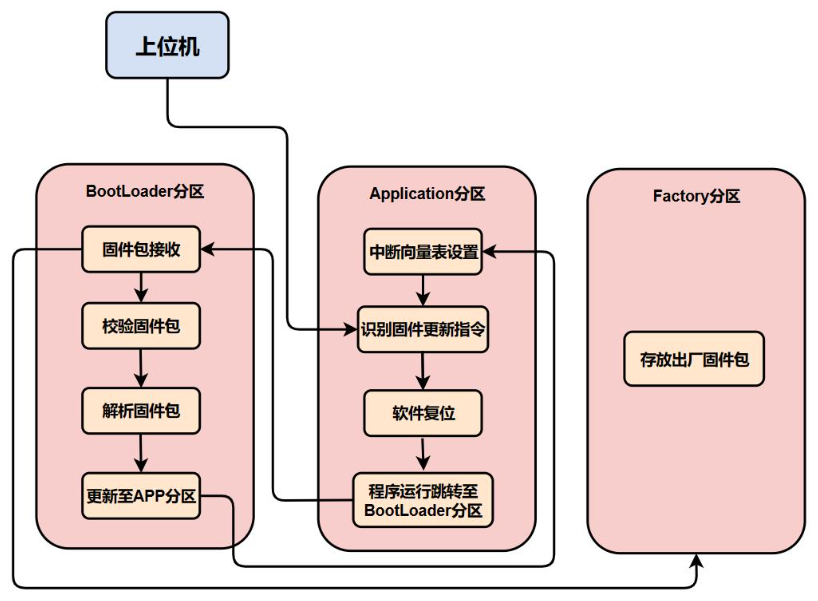 上位机
BootLoader分区
固件包接收
校验固件包
解析固件包
更新至APP分区
Application分区
中断向量表设置
识别固件更新指令
软件复位
程序运行跳转至
BootLoader分区
Factory分区
存放出厂固件包